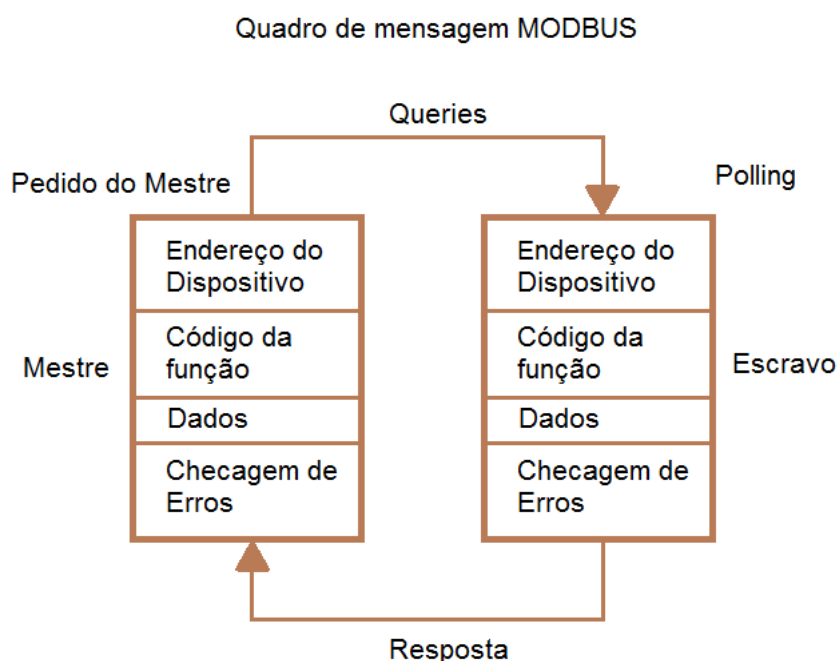 Quadro de mensagem MODBUS
Queries
Pedido do Mestre
Polling
Endereço do
Dispositivo
Código da
função
Dados
Checagem de
Erros
Mestre
Endereço do
Dispositivo
Código da
função
Dados
Checagem de
Erros
Escravo
Resposta